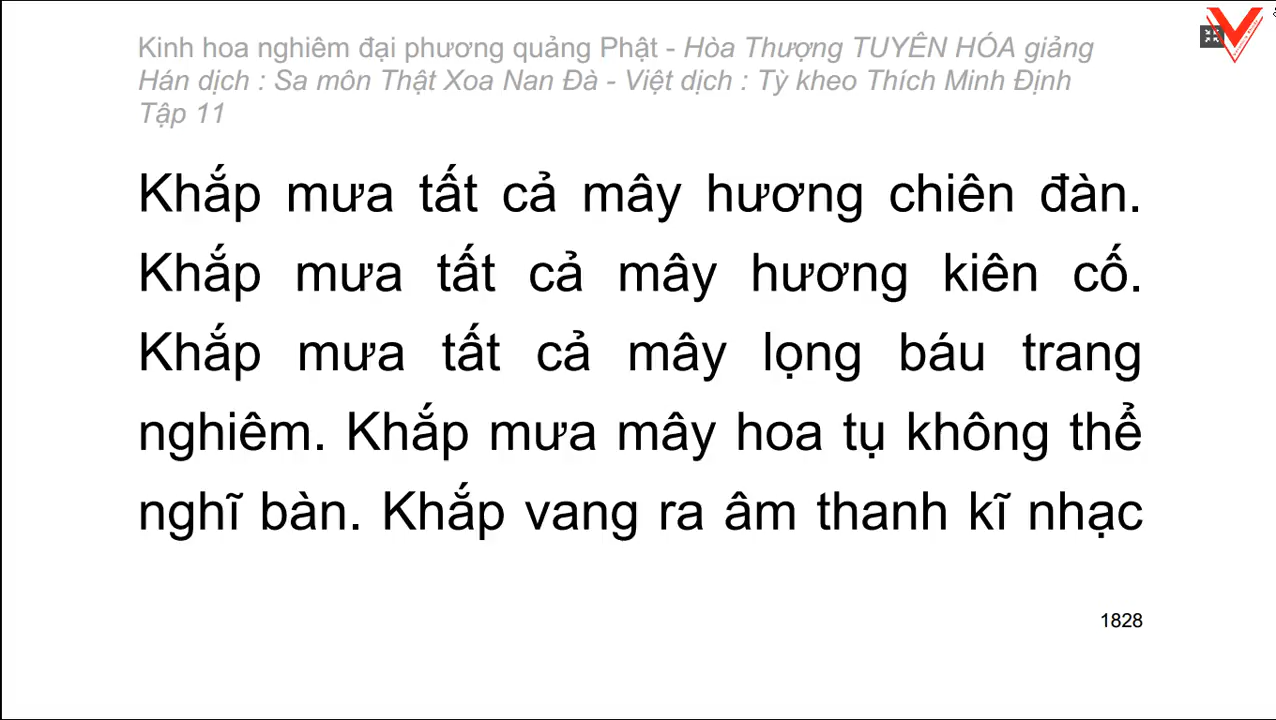 Kinh hoa nghiêm đại phương quảng Phật - Hòa Thượng TUYÊN HÓA giảng
Hán dịch : Sa môn Thật Xoa Nan Đà - Việt dịch : Tỳ kheo Thích Minh Định
Tập 11
Khắp mưa tất cả mây hương chiên đàn.
Khắp mưa tất cả mây hương kiên cố.
Khắp mưa tất cả mây lọng báu trang
nghiêm. Khắp mưa mây hoa tụ không thể
nghĩ bàn. Khắp vang ra âm thanh kĩ nhạc
1828